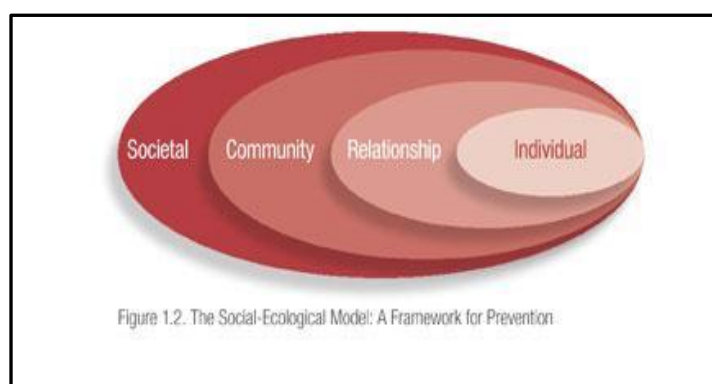 Societal Community Relationship Individual
Figure 1.2. The Social-Ecological Model: A Framework for Prevention